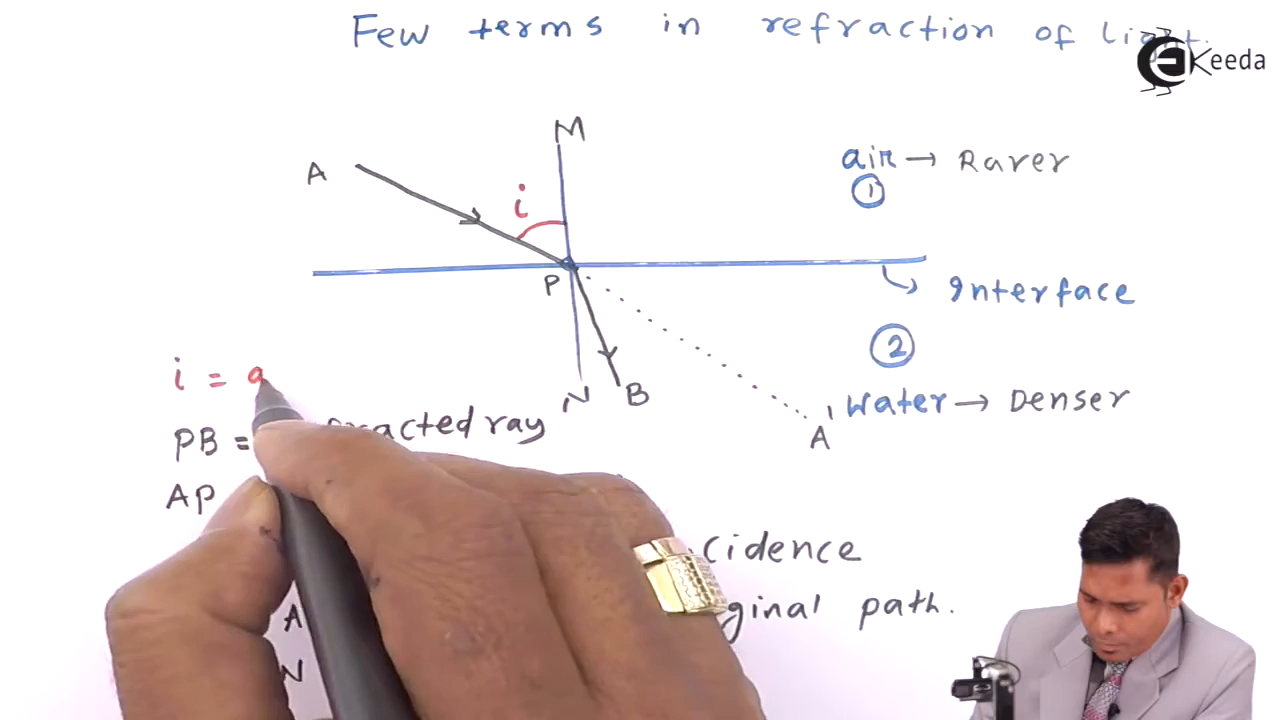 Few terms in refraction of light.
Keeda
M
A
i
air → Rarer
1
P
Interface
2
i = a
N
B
A'
Water → Denser
PB = racted ray
AP
cidence
A
ginal path.
N